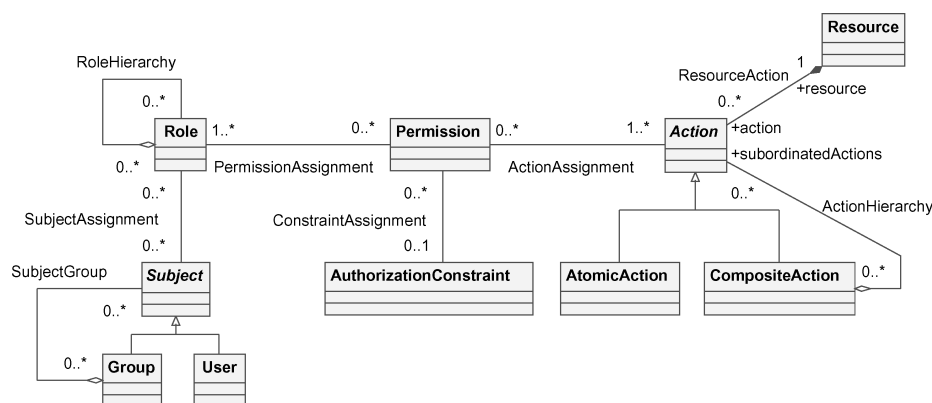 Resource
RoleHierarchy
ResourceAction
1
+resource
0..*
0..*
Role
1..*
0..*
Permission
0..*
1..*
Action
+action
+subordinatedActions
0..*
PermissionAssignment
ActionAssignment
0..*
0..*
0..*
SubjectAssignment
ConstraintAssignment
ActionHierarchy
0..*
0..1
SubjectGroup
Subject
AuthorizationConstraint
AtomicAction
CompositeAction
0..*
0..*
0..*
Group
User